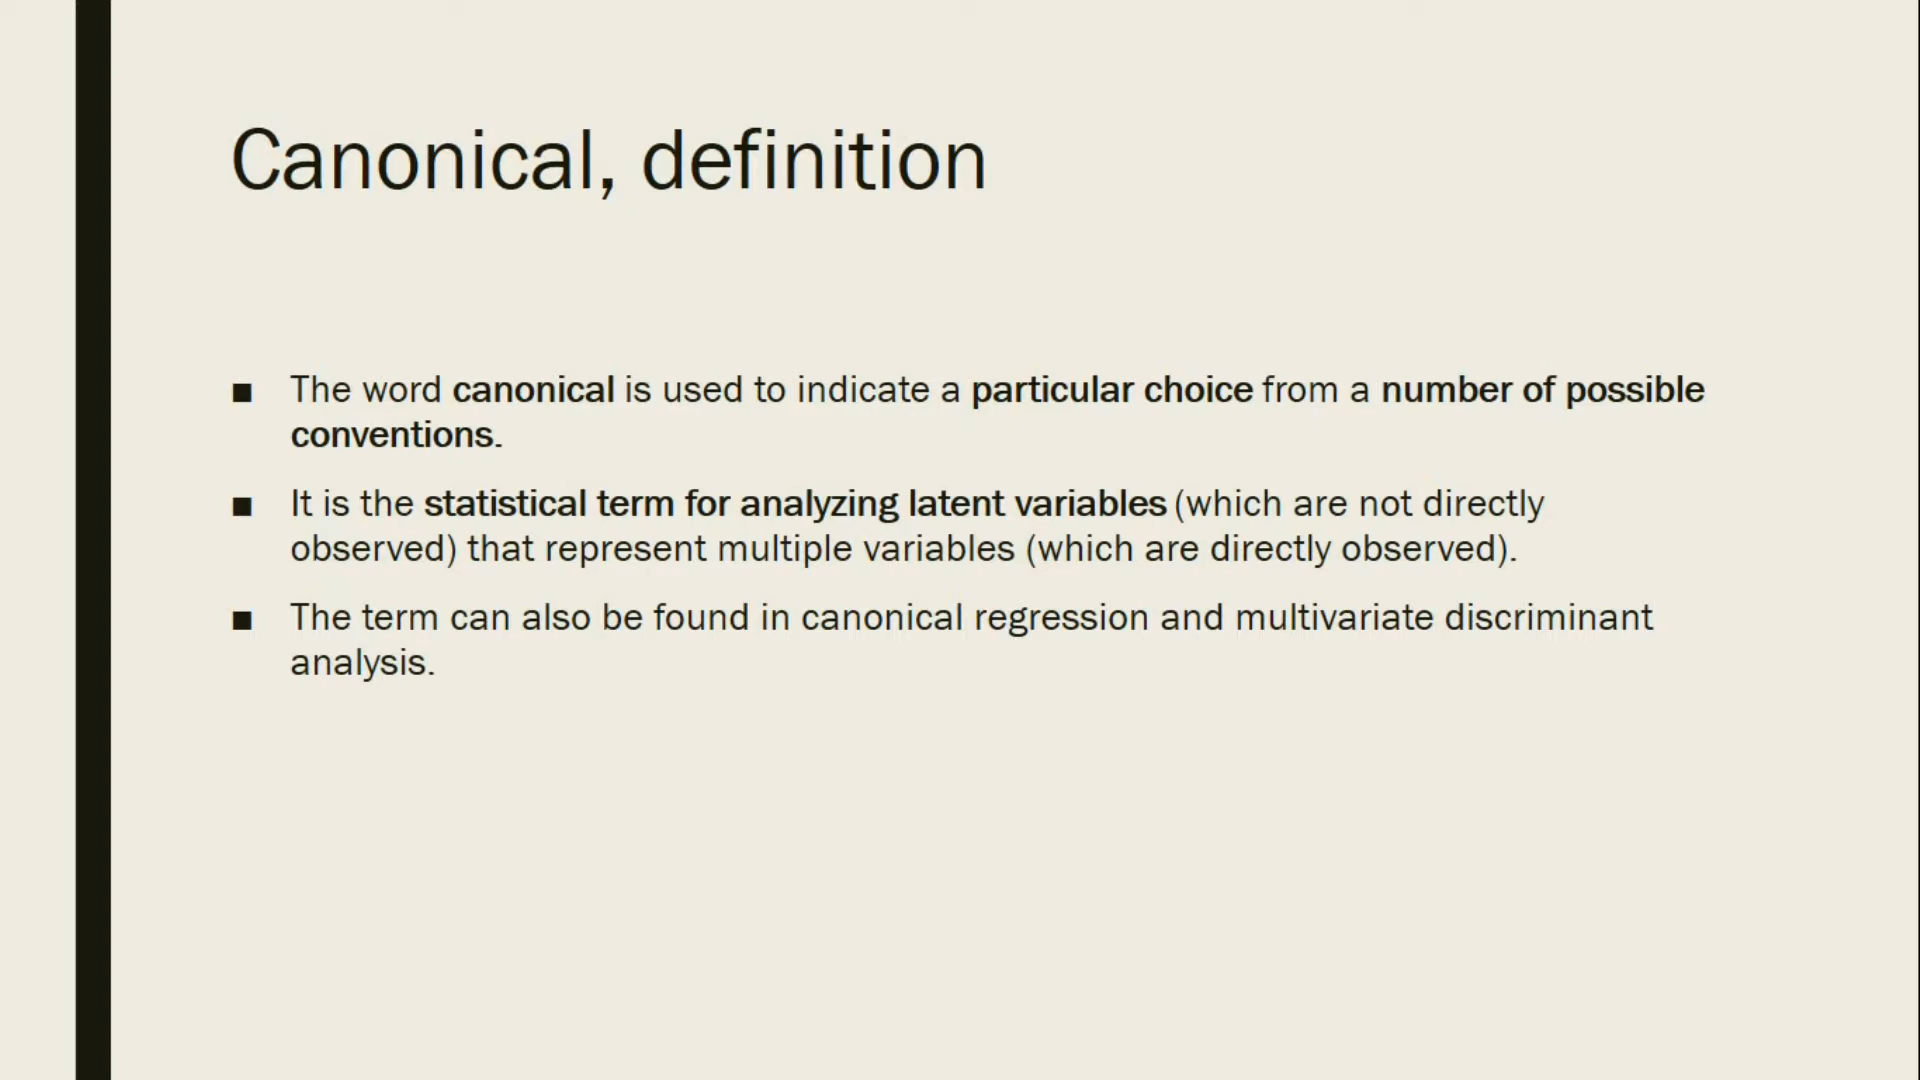 Canonical, definition
■ The word canonical is used to indicate a particular choice from a number of possible
conventions.
■ It is the statistical term for analyzing latent variables (which are not directly
observed) that represent multiple variables (which are directly observed).
■ The term can also be found in canonical regression and multivariate discriminant
analysis.